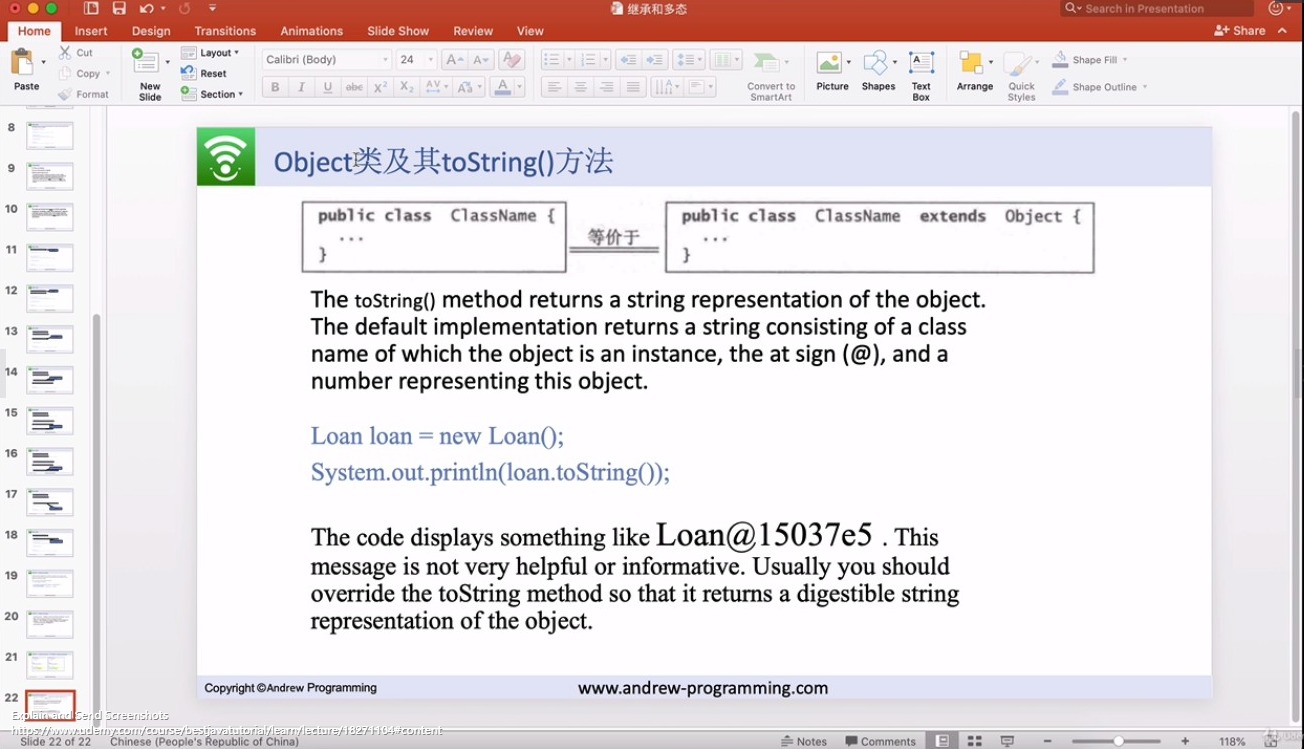 继承和多态
Search in Presentation
Home Insert Design Transitions Animations Slide Show Review View
Share
Paste
Cut
Copy
Format
New
Slide
Layout
Reset
Section
Calibri (Body) 24
B I U abc X² X₂ AV Aa A
Convert to
SmartArt
Picture
Shapes
Text
Box
Arrange
Quick
Styles
Shape Fill
Shape Outline
8
9
10
11
12
13
14
15
16
17
18
19
20
21
22
Object类及其toString()方法
public class ClassName {
...
}
等价于
public class ClassName extends Object {
...
}
The toString() method returns a string representation of the object.
The default implementation returns a string consisting of a class
name of which the object is an instance, the at sign (@), and a
number representing this object.
Loan loan = new Loan();
System.out.println(loan.toString());
The code displays something like Loan@15037e5 . This
message is not very helpful or informative. Usually you should
override the toString method so that it returns a digestible string
representation of the object.
Copyright ©Andrew Programming
www.andrew-programming.com
Explain and Send Screenshots
https://www.udemy.com/course/bestjavatutorial/learn/lecture/18271104#content
Slide 22 of 22 Chinese (People's Republic of China)
Notes Comments 118%